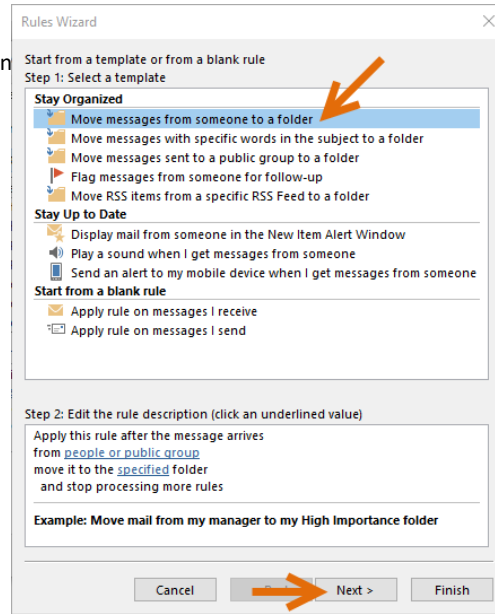 Rules Wizard
n
Start from a template or from a blank rule
Step 1: Select a template
Stay Organized
Move messages from someone to a folder
Move messages with specific words in the subject to a folder
Move messages sent to a public group to a folder
Flag messages from someone for follow-up
Move RSS items from a specific RSS Feed to a folder
Stay Up to Date
Display mail from someone in the New Item Alert Window
Play a sound when I get messages from someone
Send an alert to my mobile device when I get messages from someone
Start from a blank rule
Apply rule on messages I receive
Apply rule on messages I send
Step 2: Edit the rule description (click an underlined value)
Apply this rule after the message arrives
from people or public group
move it to the specified folder
and stop processing more rules
Example: Move mail from my manager to my High Importance folder
Cancel Next > Finish